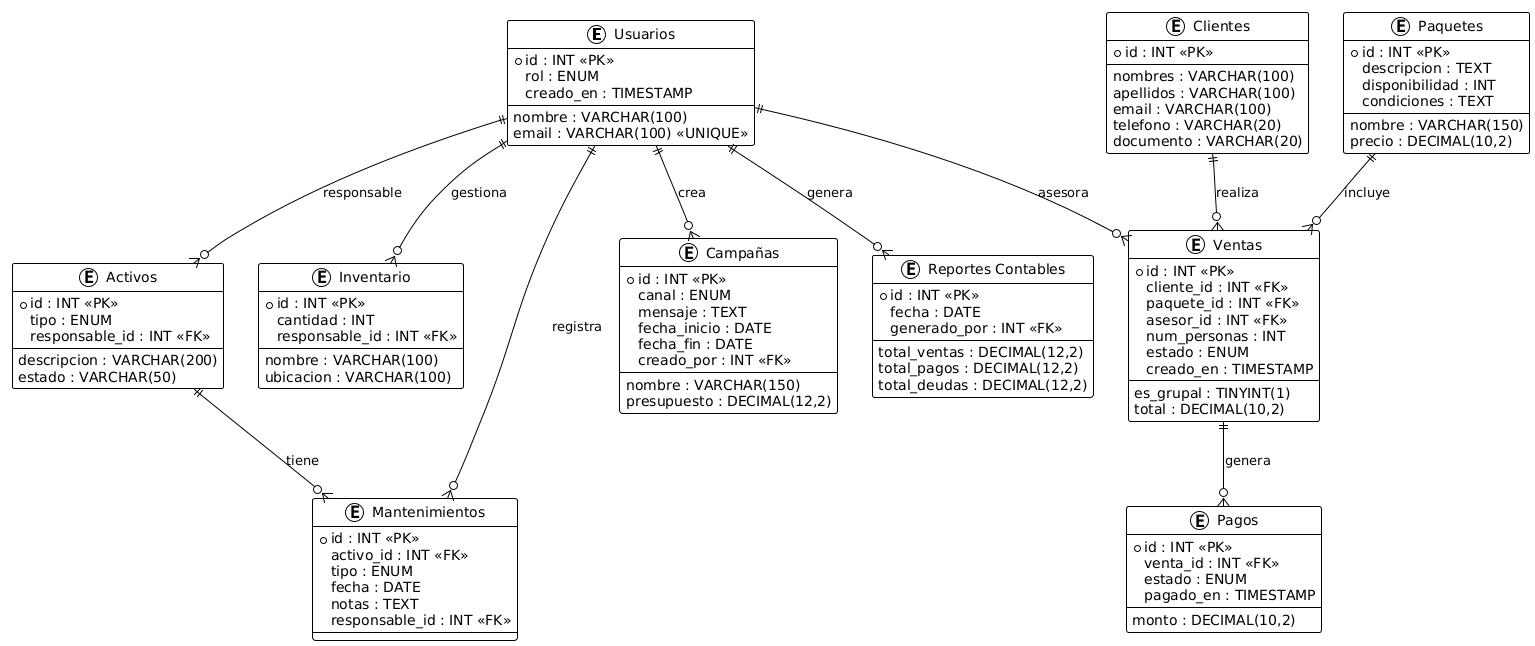 E Usuarios
id : INT «PK»
rol : ENUM
creado_en : TIMESTAMP
nombre : VARCHAR(100)
email : VARCHAR(100) «UNIQUE»
E Clientes
id : INT «PK»
nombres : VARCHAR(100)
apellidos : VARCHAR(100)
email : VARCHAR(100)
telefono : VARCHAR(20)
documento : VARCHAR(20)
E Paquetes
id : INT «PK»
descripcion : TEXT
disponibilidad : INT
condiciones : TEXT
nombre : VARCHAR(150)
precio : DECIMAL(10,2)
responsable
gestiona
crea
genera
asesora
realiza
incluye
E Activos
id : INT «PK»
tipo : ENUM
responsable_id : INT «FK»
descripcion : VARCHAR(200)
estado : VARCHAR(50)
E Inventario
id : INT «PK»
cantidad : INT
responsable_id : INT «FK»
nombre : VARCHAR(100)
ubicacion : VARCHAR(100)
registra
E Campañas
id : INT «PK»
canal : ENUM
mensaje : TEXT
fecha_inicio : DATE
fecha_fin : DATE
creado_por : INT «FK»
nombre : VARCHAR(150)
presupuesto : DECIMAL(12,2)
E Reportes Contables
id : INT «PK»
fecha : DATE
generado_por : INT «FK»
total_ventas : DECIMAL(12,2)
total_pagos : DECIMAL(12,2)
total_deudas : DECIMAL(12,2)
E Ventas
id : INT «PK»
cliente_id : INT «FK»
paquete_id : INT «FK»
asesor_id : INT «FK»
num_personas : INT
estado : ENUM
creado_en : TIMESTAMP
es_grupal : TINYINT(1)
total : DECIMAL(10,2)
tiene
genera
E Mantenimientos
id : INT «PK»
activo_id : INT «FK»
tipo : ENUM
fecha : DATE
notas : TEXT
responsable_id : INT «FK»
E Pagos
id : INT «PK»
venta_id : INT «FK»
estado : ENUM
pagado_en : TIMESTAMP
monto : DECIMAL(10,2)